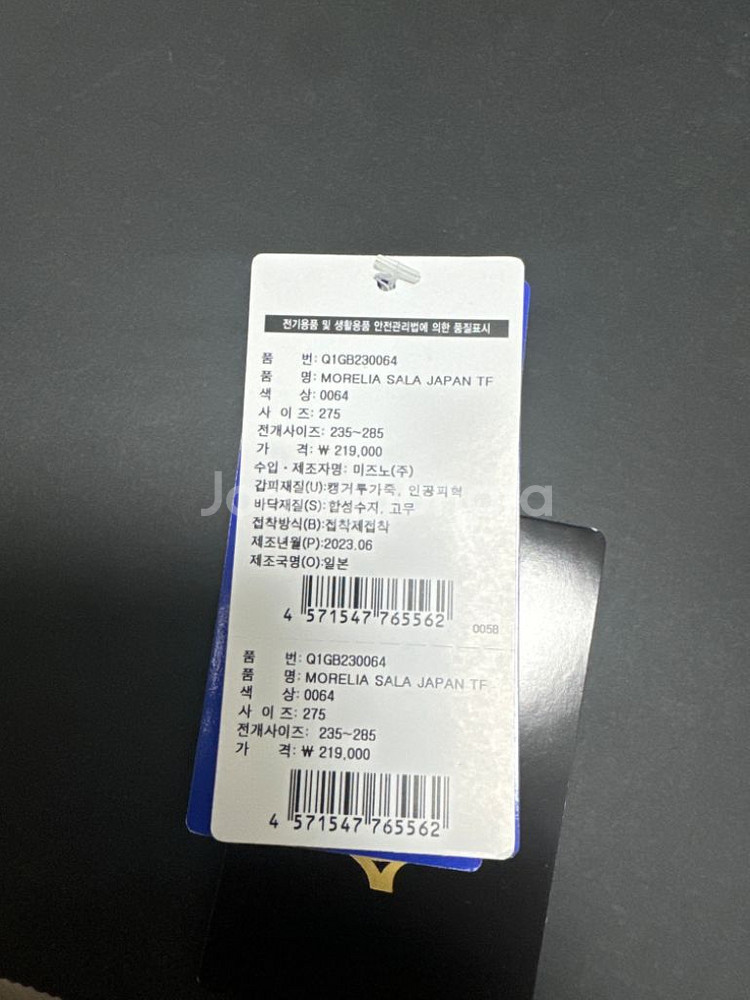 전기용품 및 생활용품 안전관리법에 의한 품질표시
품 번: Q1GB230064
품 명: MORELIA SALA JAPAN TF
색 상: 0064
사 이 즈: 275
전개사이즈: 235~285
가 격: ₩ 219,000
수입 · 제조자명: 미즈노(주)
갑피재질(U):캥거루가죽, 인공피혁
바닥재질(S):합성수지, 고무
접착방식(B):접착제접착
제조년월(P):2023.06
제조국명(O):일본
4 571547 765562
005B
품 번: Q1GB230064
품 명: MORELIA SALA JAPAN TF
색 상: 0064
사 이 즈: 275
전개사이즈: 235~285
가 격: ₩ 219,000
4 571547 765562